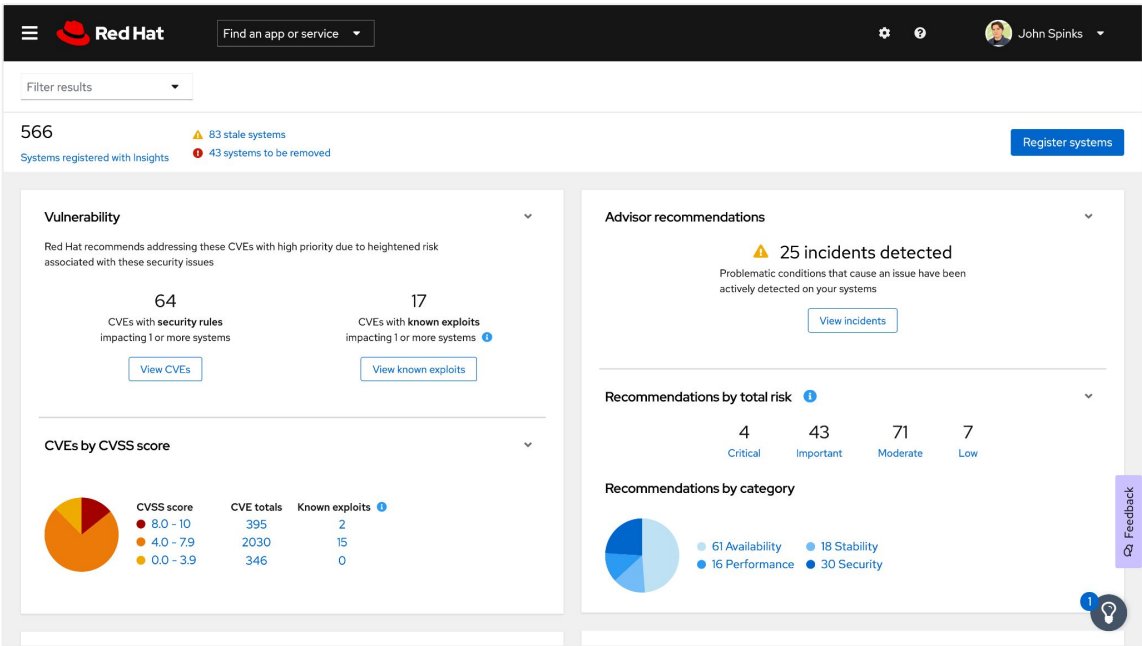 Red Hat
Find an app or service
John Spinks
Filter results
566
Systems registered with Insights
83 stale systems
43 systems to be removed
Register systems
Vulnerability
Red Hat recommends addressing these CVEs with high priority due to heightened risk
associated with these security issues
64
CVEs with security rules
impacting 1 or more systems
View CVEs
17
CVEs with known exploits
impacting 1 or more systems
View known exploits
CVEs by CVSS score
CVSS score CVE totals Known exploits
8.0 - 10 395 2
4.0 - 7.9 2030 15
0.0 - 3.9 346 0
Advisor recommendations
25 incidents detected
Problematic conditions that cause an issue have been
actively detected on your systems
View incidents
Recommendations by total risk
4 43 71 7
Critical Important Moderate Low
Recommendations by category
61 Availability 18 Stability
16 Performance 30 Security
Feedback
1